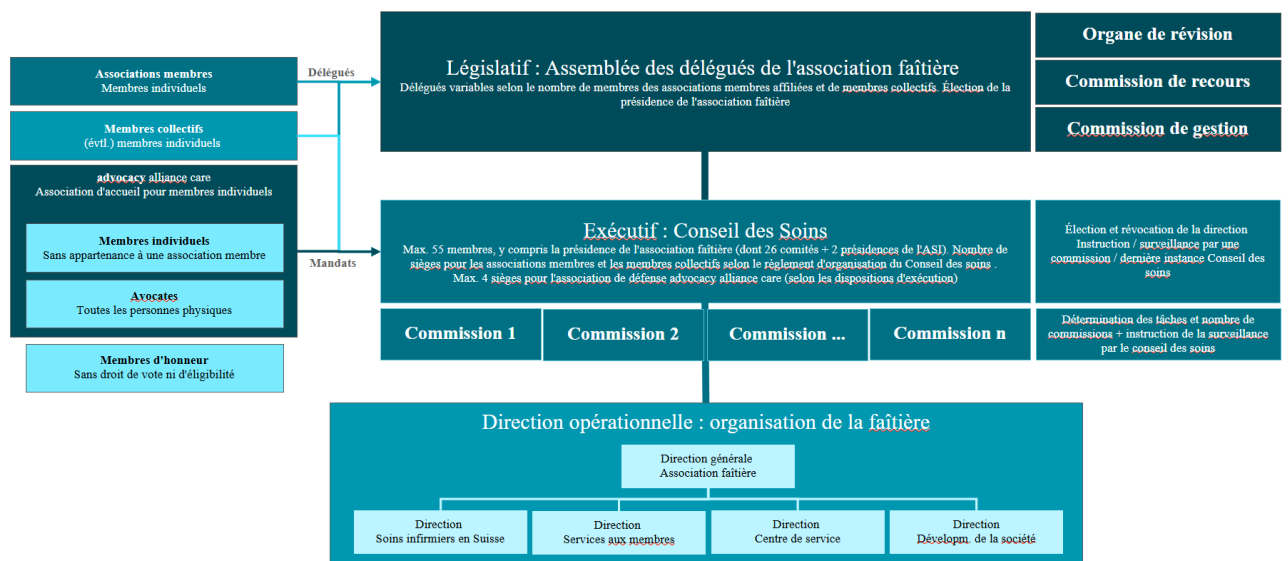 Associations membres
Membres individuels
Membres collectifs
(évtl.) membres individuels
advocacy alliance care
Association d'accueil pour membres individuels
Membres individuels
Sans appartenance à une association membre
Avocates
Toutes les personnes physiques
Membres d'honneur
Sans droit de vote ni d'éligibilité
Délégués
Mandats
Législatif : Assemblée des délégués de l'association faîtière
Délégués variables selon le nombre de membres des associations membres affiliées et de membres collectifs. Élection de la
présidence de l'association faîtière
Organe de révision
Commission de recours
Commission de gestion
Exécutif : Conseil des Soins
Max. 55 membres, y compris la présidence de l'association faîtière (dont 26 comités + 2 présidences de l'ASI). Nombre de
sièges pour les associations membres et les membres collectifs selon le règlement d'organisation du Conseil des soins .
Max. 4 sièges pour l'association de défense advocacy alliance care (selon les dispositions d'exécution)
Élection et révocation de la direction
Instruction / surveillance par une
commission / dernière instance Conseil des
soins
Commission 1
Commission 2
Commission ...
Commission n
Détermination des tâches et nombre de
commissions + instruction de la surveillance
par le conseil des soins
Direction opérationnelle : organisation de la faîtière
Direction générale
Association faîtière
Direction
Soins infirmiers en Suisse
Direction
Services aux membres
Direction
Centre de service
Direction
Développm. de la société